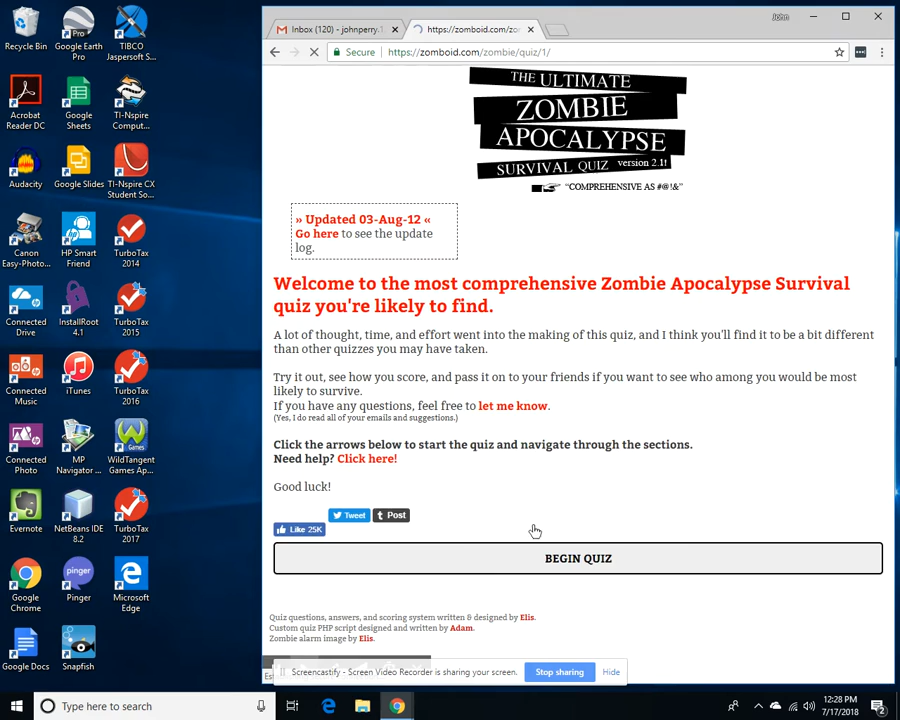 Recycle Bin
Google Earth Pro
TIBCO Jaspersoft S...
Acrobat Reader DC
Google Sheets
TI-Nspire Comput...
Audacity
Google Slides
TI-Nspire CX Student So...
Canon Easy-Photo...
HP Smart Friend
TurboTax 2014
Connected Drive
InstallRoot 4.1
TurboTax 2015
Connected Music
iTunes
TurboTax 2016
Connected Photo
MP Navigator ...
WildTangent Games Ap...
Evernote
NetBeans IDE 8.2
TurboTax 2017
Google Chrome
Pinger
Microsoft Edge
Google Docs
Snapfish
John
Inbox (120) - johnperry.1
https://zomboid.com/zo
Secure
https://zomboid.com/zombie/quiz/1/
THE ULTIMATE
ZOMBIE
APOCALYPSE
SURVIVAL QUIZ version 2.1!
"COMPREHENSIVE AS #@!&"
» Updated 03-Aug-12 «
Go here to see the update
log.
Welcome to the most comprehensive Zombie Apocalypse Survival
quiz you're likely to find.
A lot of thought, time, and effort went into the making of this quiz, and I think you'll find it to be a bit different
than other quizzes you may have taken.
Try it out, see how you score, and pass it on to your friends if you want to see who among you would be most
likely to survive.
If you have any questions, feel free to let me know.
(Yes, I do read all of your emails and suggestions.)
Click the arrows below to start the quiz and navigate through the sections.
Need help? Click here!
Good luck!
Tweet
Post
Like 25K
BEGIN QUIZ
Quiz questions, answers, and scoring system written & designed by Elis.
Custom quiz PHP script designed and written by Adam.
Zombie alarm image by Elis.
Screencastify - Screen Video Recorder is sharing your screen.
Stop sharing
Hide
Type here to search
12:28 PM
7/17/2018
2